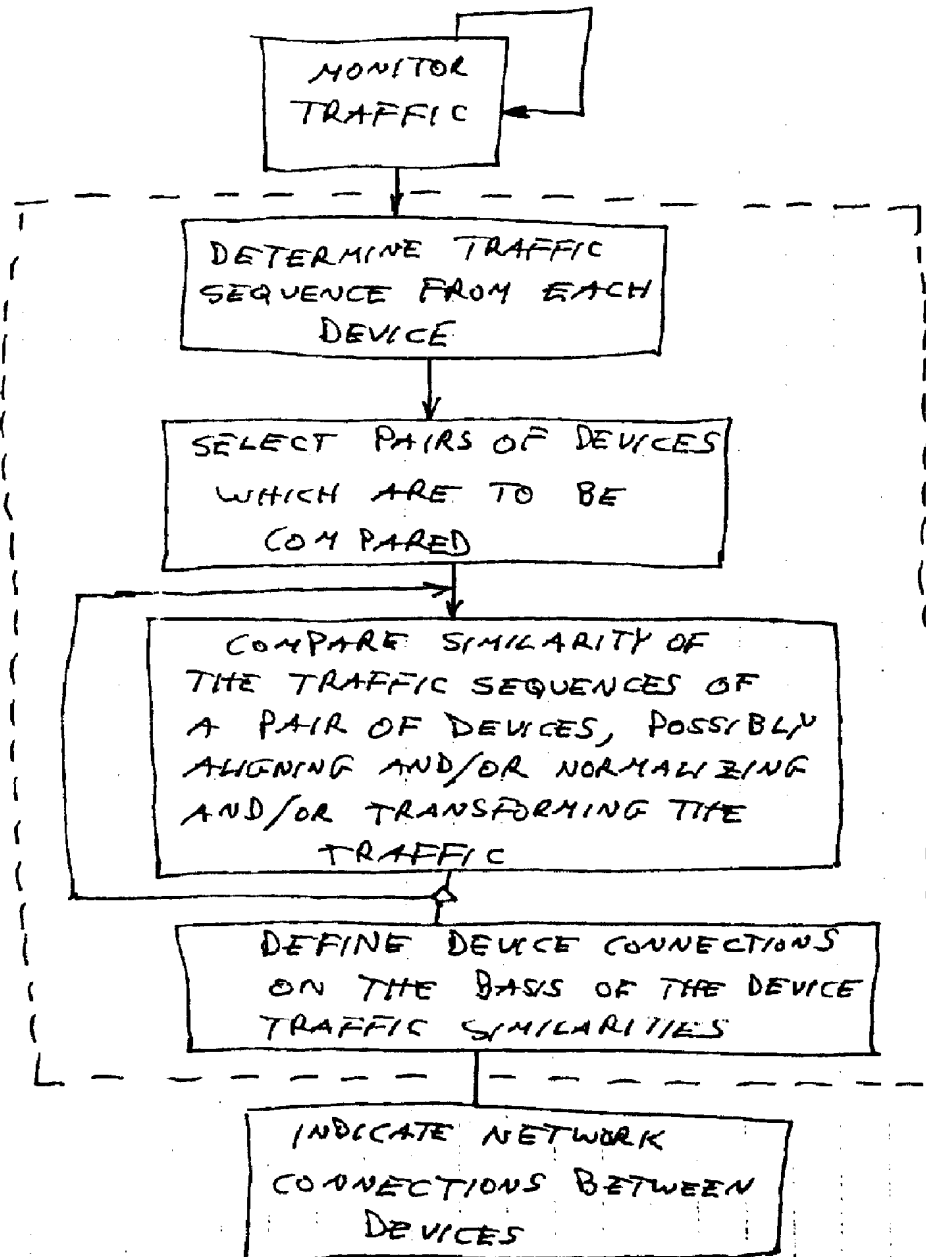 MONITOR
TRAFFIC
DETERMINE TRAFFIC
SEQUENCE FROM EACH
DEVICE
SELECT PAIRS OF DEVICES
WHICH ARE TO BE
COMPARED
COMPARE SIMILARITY OF
THE TRAFFIC SEQUENCES OF
A PAIR OF DEVICES, POSSIBLY
ALIGNING AND/OR NORMALIZING
AND/OR TRANSFORMING THE
TRAFFIC
DEFINE DEVICE CONNECTIONS
ON THE BASIS OF THE DEVICE
TRAFFIC SIMILARITIES
INDICATE NETWORK
CONNECTIONS BETWEEN
DEVICES